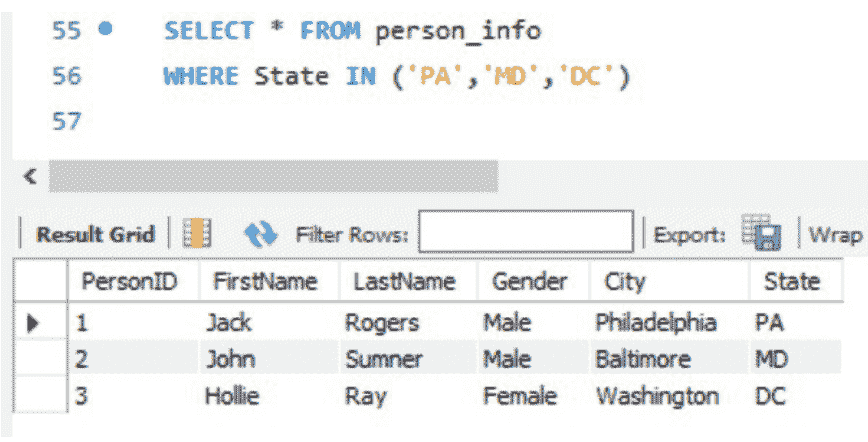 55 SELECT * FROM person_info
56 WHERE State IN ('PA','MD','DC')
57
Result Grid Filter Rows: Export: Wrap
PersonID FirstName LastName Gender City State
1 Jack Rogers Male Philadelphia PA
2 John Sumner Male Baltimore MD
3 Hollie Ray Female Washington DC